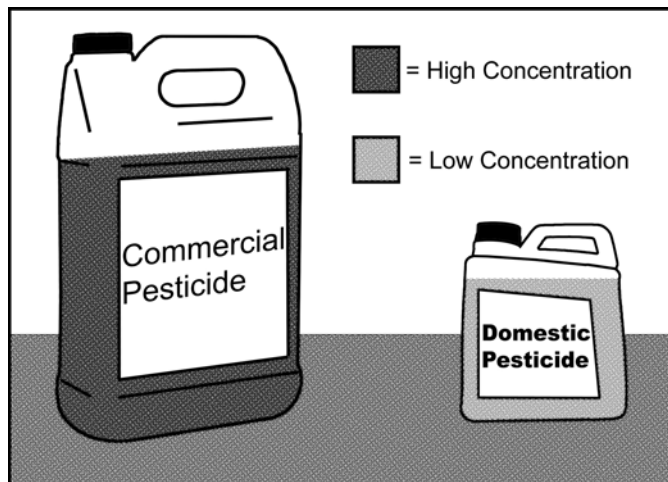 = High Concentration
= Low Concentration
Commercial
Pesticide
Domestic
Pesticide